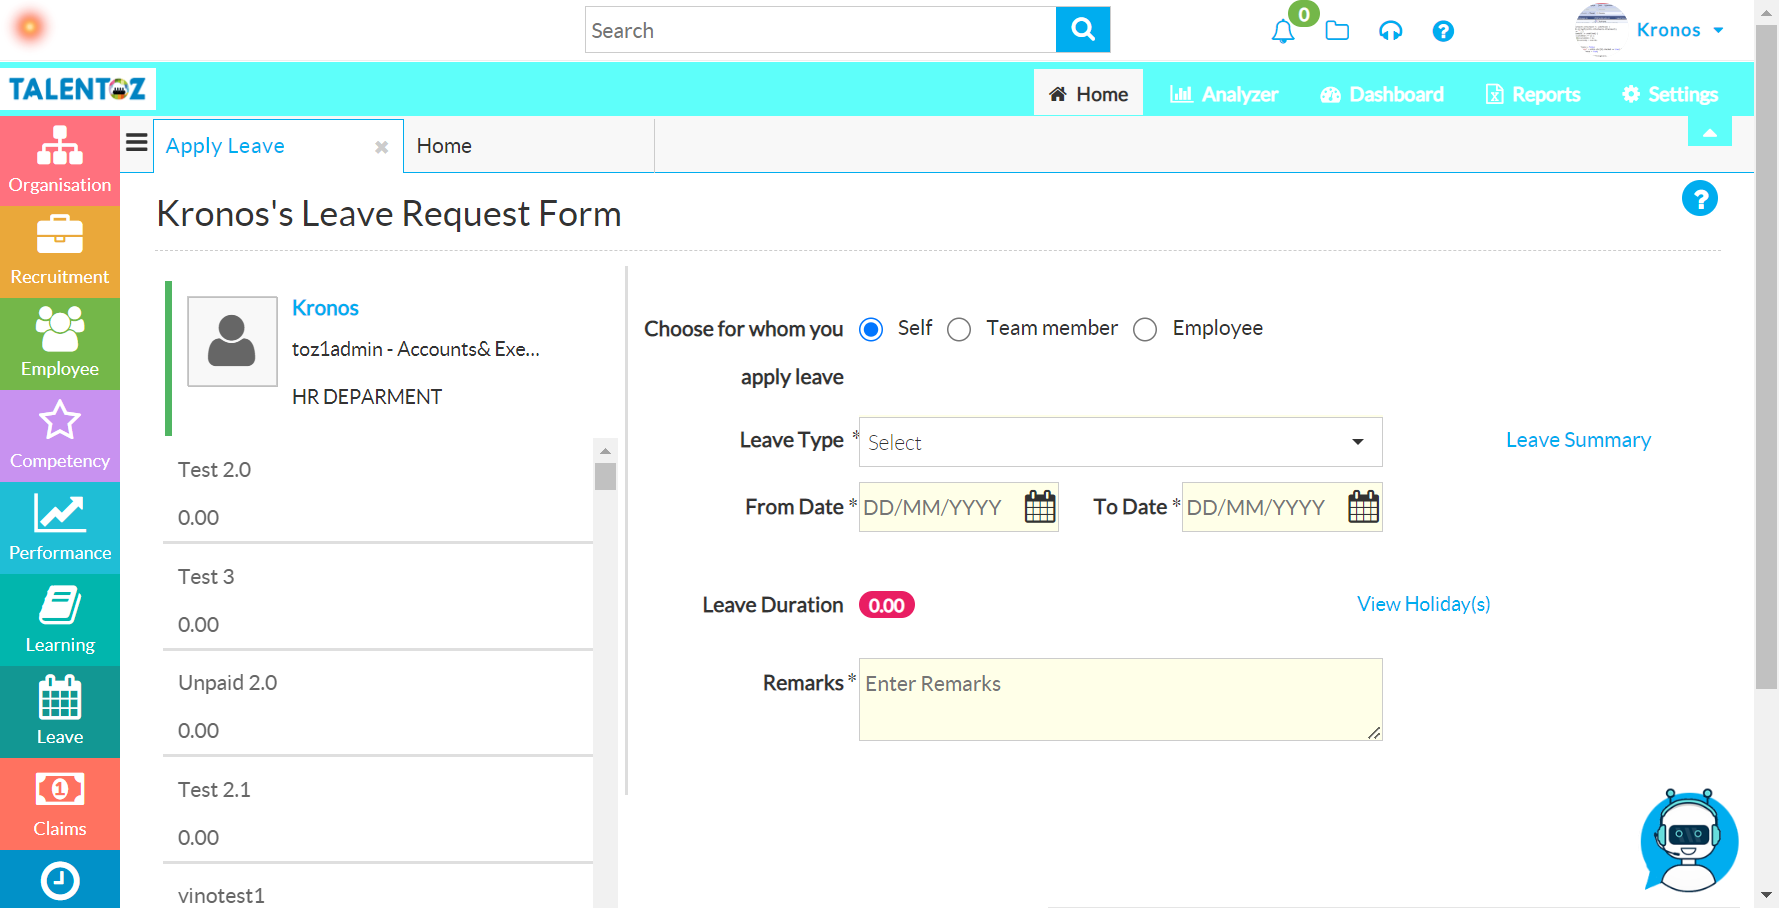 Search
0
Kronos
TALENTOZ
Home
Analyzer
Dashboard
Reports
Settings
Organisation
Recruitment
Employee
Competency
Performance
Learning
Leave
Claims
Apply Leave
Home
Kronos's Leave Request Form
Kronos
toz1admin - Accounts& Exe...
HR DEPARMENT
Test 2.0
0.00
Test 3
0.00
Unpaid 2.0
0.00
Test 2.1
0.00
vinotest1
Choose for whom you apply leave
Self
Team member
Employee
Leave Type *
Select
Leave Summary
From Date *
DD/MM/YYYY
To Date *
DD/MM/YYYY
Leave Duration
0.00
View Holiday(s)
Remarks *
Enter Remarks